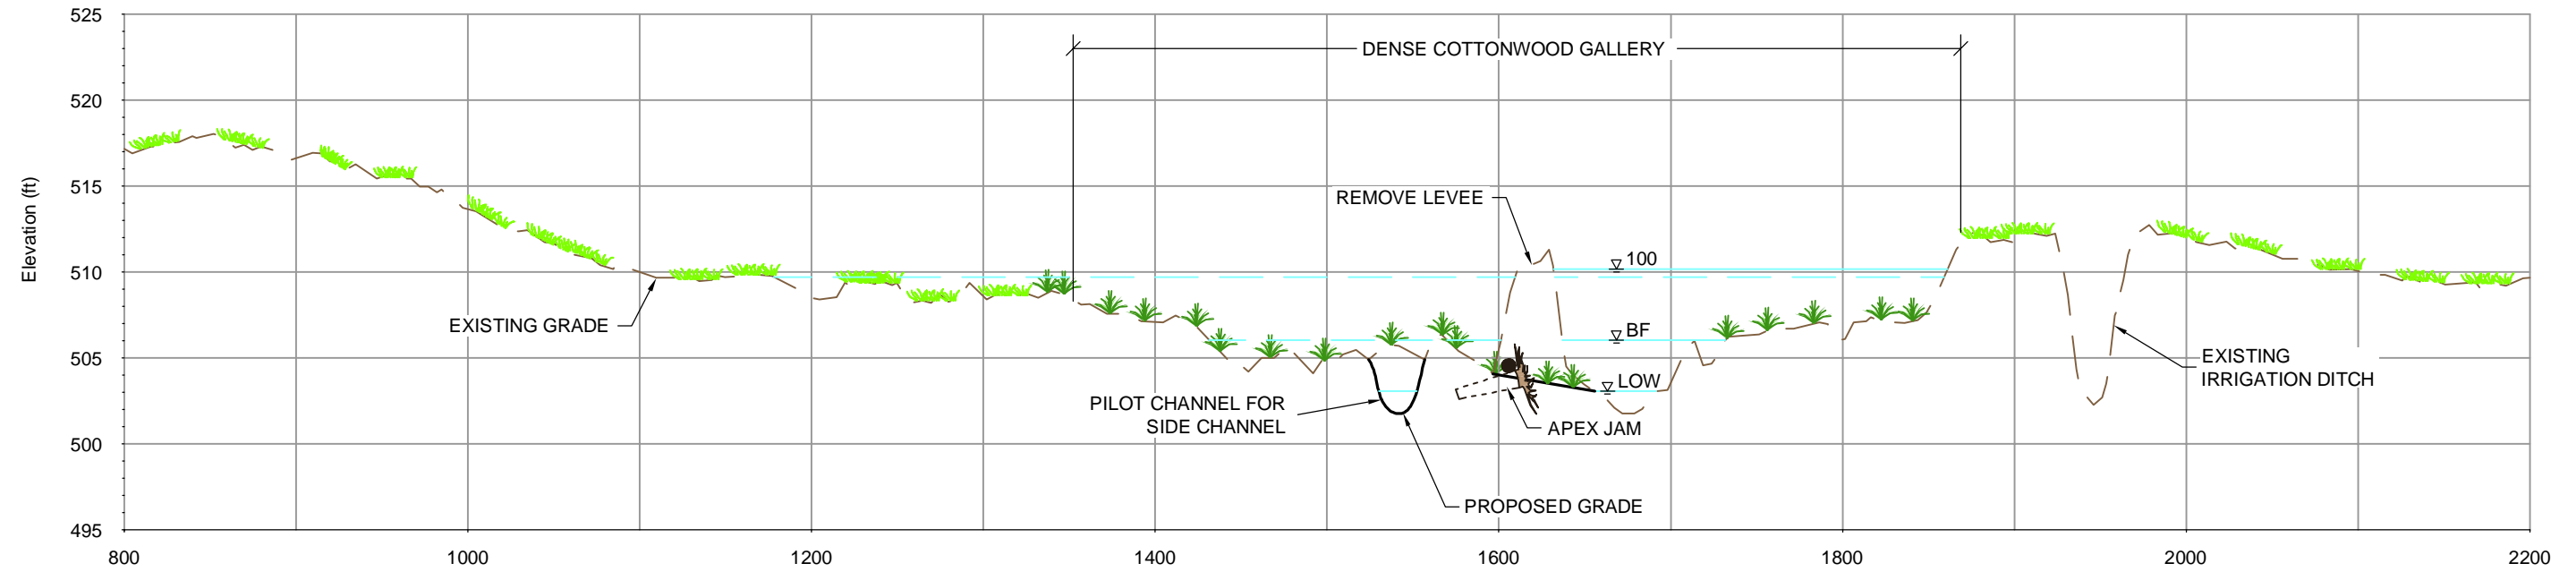 525
DENSE COTTONWOOD GALLERY
520
515
REMOVE LEVEE
Elevation (ft)
510
100
EXISTING GRADE
BF
505
EXISTING
IRRIGATION DITCH
LOW
PILOT CHANNEL FOR
SIDE CHANNEL
APEX JAM
500
PROPOSED GRADE
495
800 1000 1200 1400 1600 1800 2000 2200